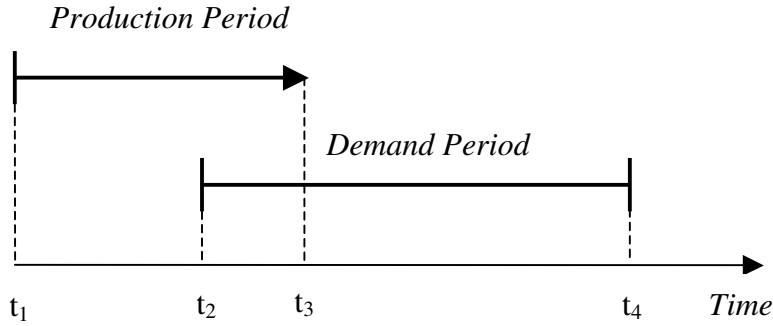 Production Period
Demand Period
t₁ t₂ t₃ t₄ Time